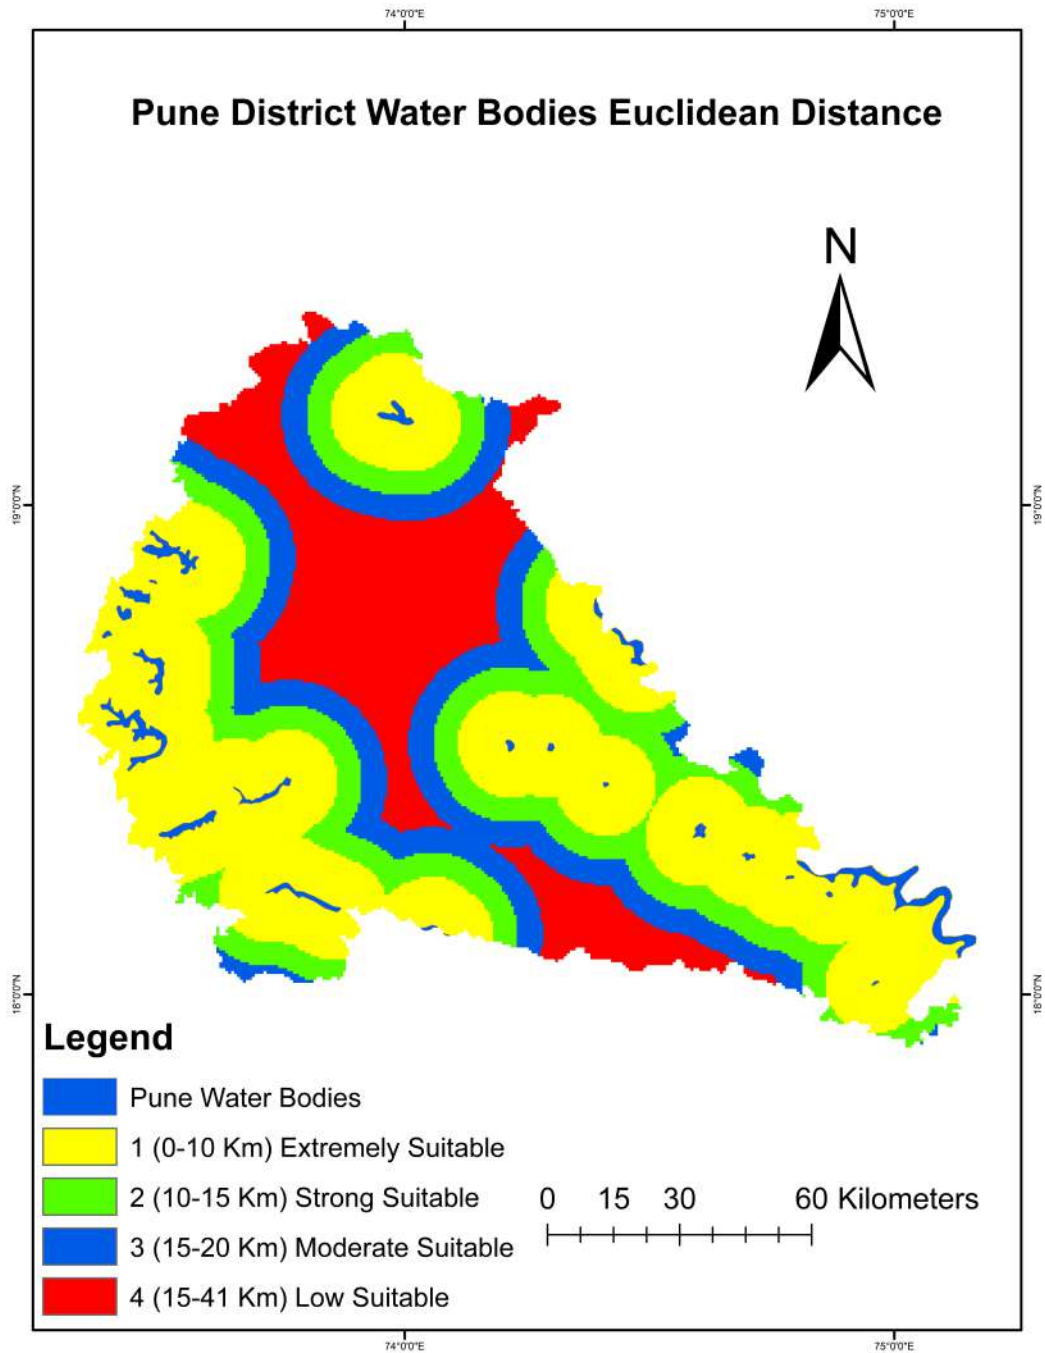 74°0'0"E 75°0'0"E
Pune District Water Bodies Euclidean Distance
N
19°0'0"N 19°0'0"N
18°0'0"N 18°0'0"N
Legend
Pune Water Bodies
1 (0-10 Km) Extremely Suitable
2 (10-15 Km) Strong Suitable
3 (15-20 Km) Moderate Suitable
4 (15-41 Km) Low Suitable
0 15 30 60 Kilometers
74°0'0"E 75°0'0"E